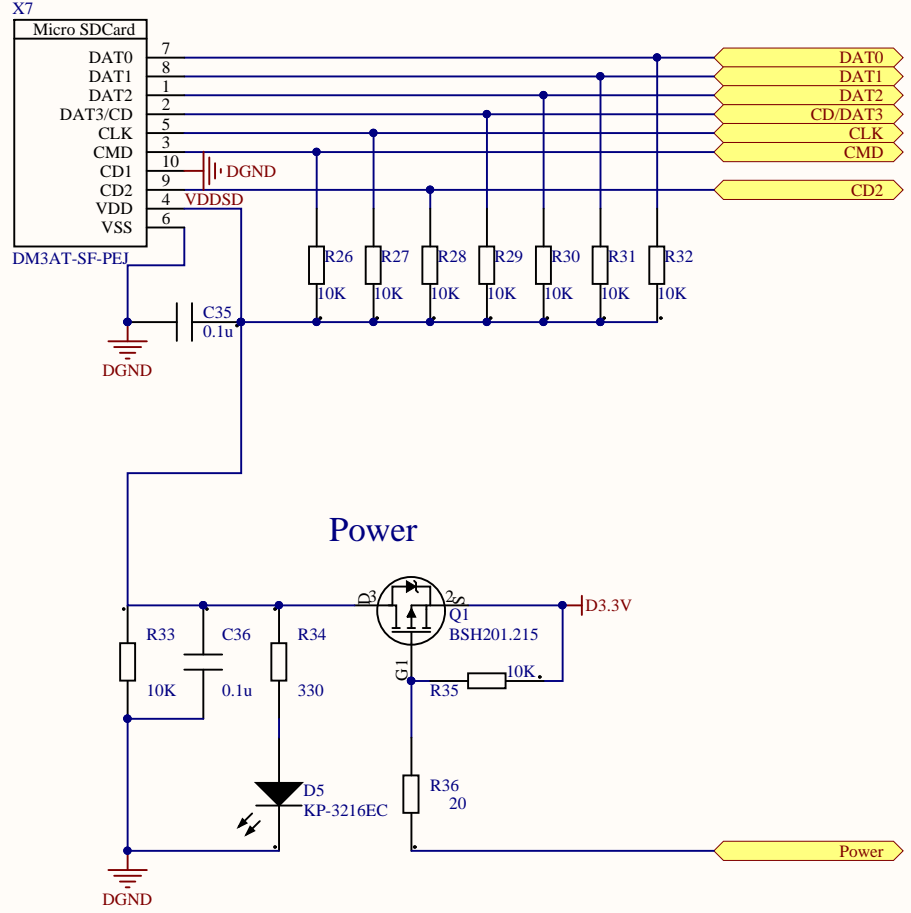 X7
Micro SDCard
DAT0 7 DAT0
DAT1 8 DAT1
DAT2 1 DAT2
DAT3/CD 2 CD/DAT3
CLK 5 CLK
CMD 3 CMD
CD1 10 DGND
CD2 9 CD2
VDD 4 VDDSD
VSS 6
DM3AT-SF-PEJ
R26 R27 R28 R29 R30 R31 R32
10K 10K 10K 10K 10K 10K 10K
C35
0.1u
DGND
Power
D 3 2 S
D3.3V
Q1
BSH201.215
G1
R33 C36 R34
10K 0.1u 330
R35 10K
D5
KP-3216EC
R36
20
Power
DGND